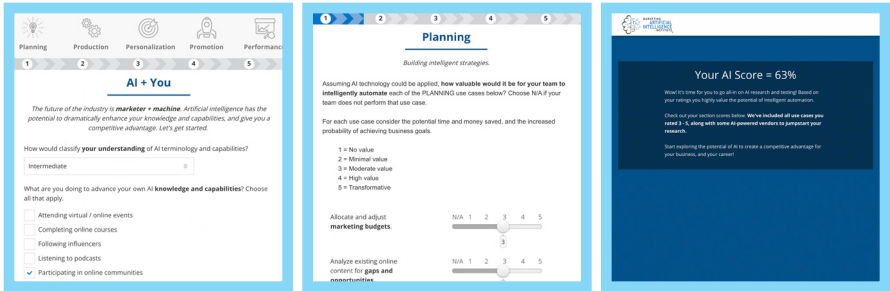 Planning
Production
Personalization
Promotion
Performanc
1
2
3
4
5
AI + You
The future of the industry is marketer + machine. Artificial intelligence has the
potential to dramatically enhance your knowledge and capabilities, and give you a
competitive advantage. Let's get started.
How would classify your understanding of AI terminology and capabilities?
Intermediate
What are you doing to advance your own AI knowledge and capabilities? Choose
all that apply.
Attending virtual / online events
Completing online courses
Following influencers
Listening to podcasts
Participating in online communities
1
2
3
4
5
Planning
Building intelligent strategies.
Assuming AI technology could be applied, how valuable would it be for your team to
intelligently automate each of the PLANNING use cases below? Choose N/A if your
team does not perform that use case.
For each use case consider the potential time and money saved, and the increased
probability of achieving business goals.
1 = No value
2 = Minimal value
3 = Moderate value
4 = High value
5 = Transformative
Allocate and adjust
marketing budgets.
N/A 1 2 3 4 5
3
Analyze existing online
content for gaps and
opportunities.
N/A 1 2 3 4 5
MARKETING
ARTIFICIAL
INTELLIGENCE
INSTITUTE
Your AI Score = 63%
Wow! It's time for you to go all-in on AI research and testing! Based on
your ratings you highly value the potential of intelligent automation.
Check out your section scores below. We've included all use cases you
rated 3 - 5, along with some AI-powered vendors to jumpstart your
research.
Start exploring the potential of AI to create a competitive advantage for
your business, and your career!